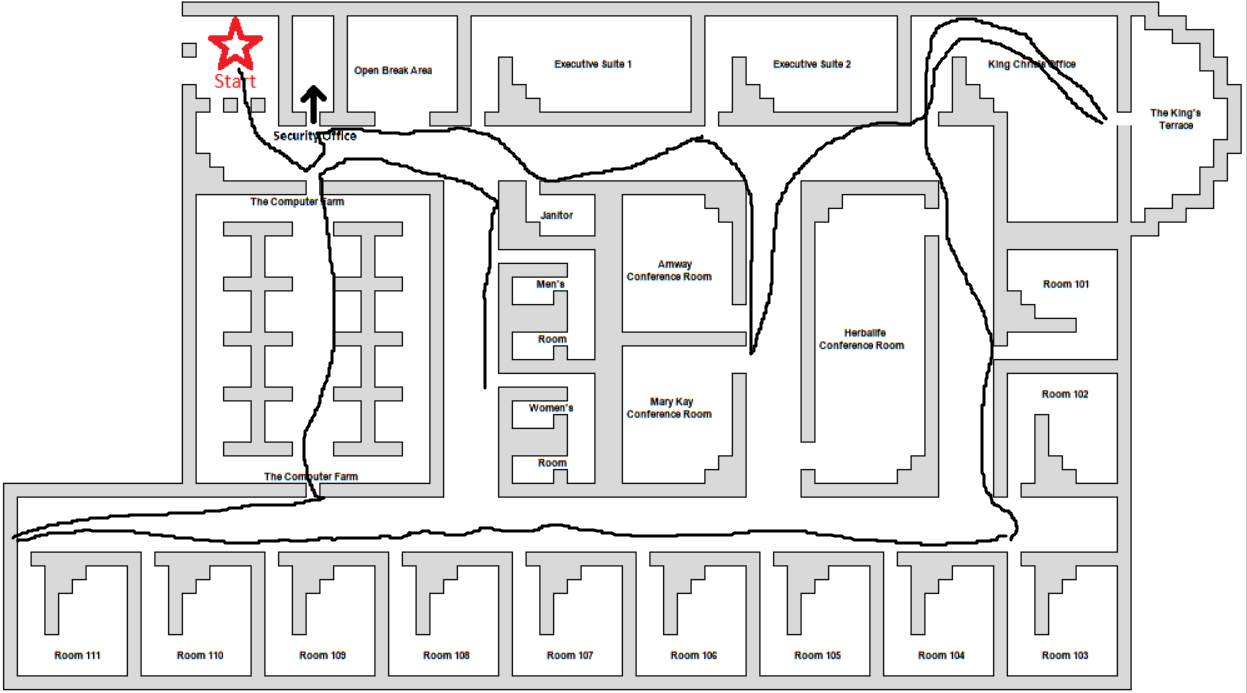 Start
Open Break Area
Executive Suite 1
Executive Suite 2
King Chris's Office
The King's
Terrace
Security Office
The Computer Farm
Janitor
Amway
Conference Room
Men's
Room
Herbalife
Conference Room
Room 101
Mary Kay
Conference Room
Women's
Room
Room 102
The Computer Farm
Room 111
Room 110
Room 109
Room 108
Room 107
Room 106
Room 105
Room 104
Room 103